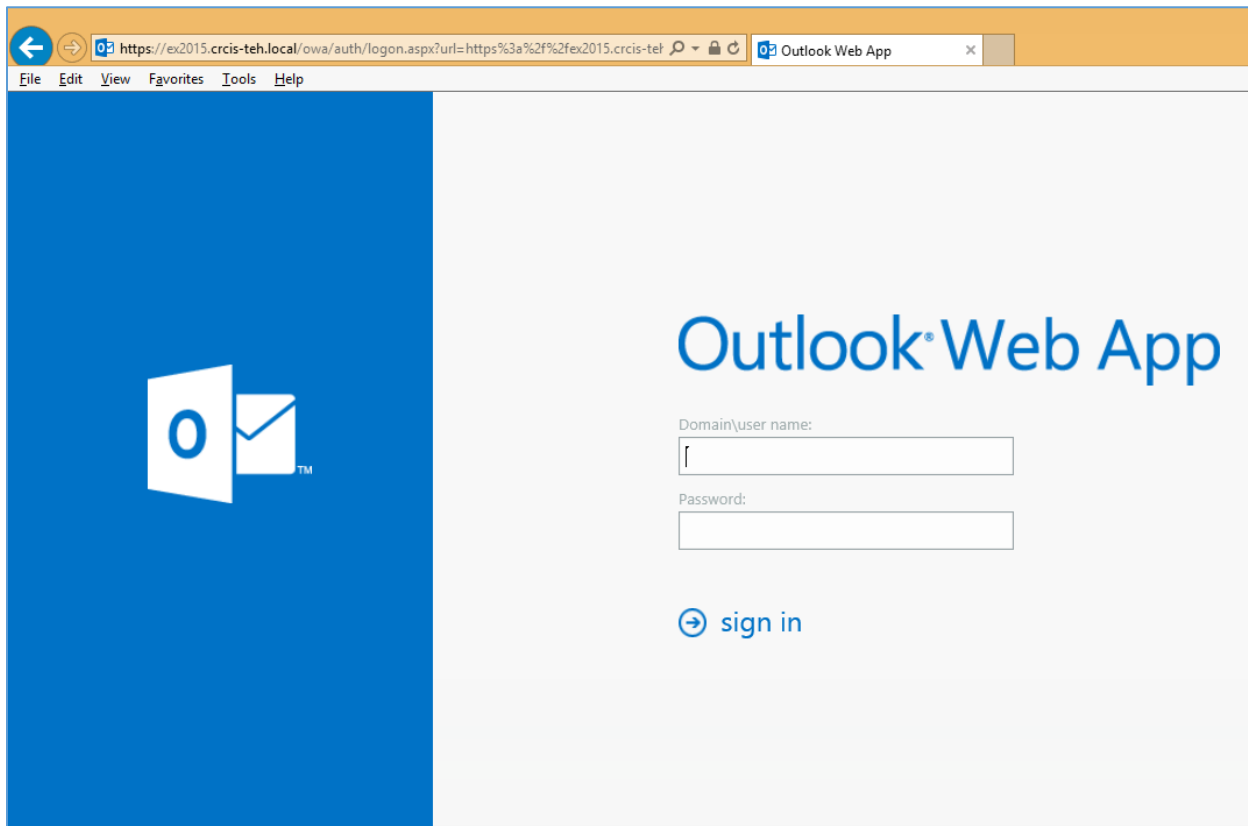 https://ex2015.crcis-teh.local/owa/auth/logon.aspx?url=https%3a%2f%2fex2015.crcis-teh
Outlook Web App
File Edit View Favorites Tools Help
Outlook® Web App
O
TM
Domain\user name:
Password:
sign in